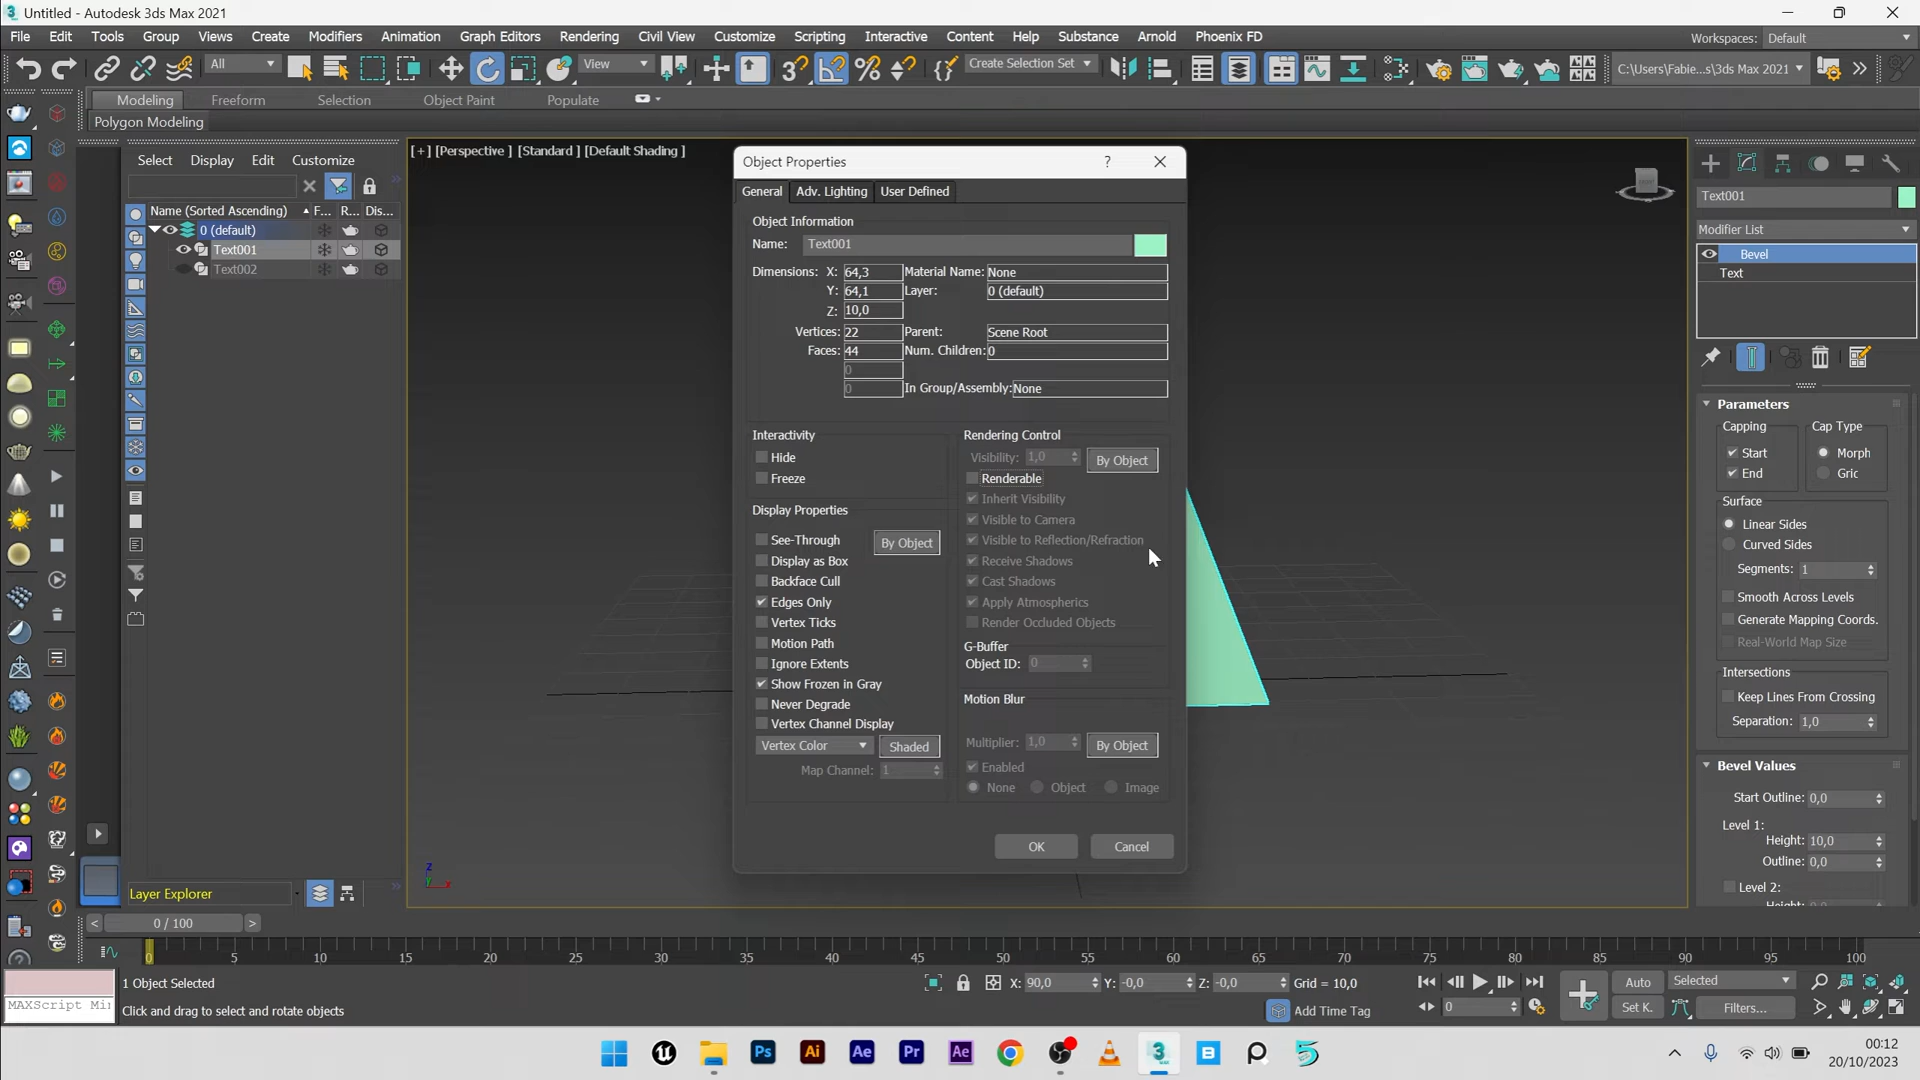 Untitled - Autodesk 3ds Max 2021
File Edit Tools Group Views Create Modifiers Animation Graph Editors Rendering Civil View Customize Scripting Interactive Content Help Substance Arnold Phoenix FD
Workspaces: Default
All View Create Selection Set C:\Users\Fabie...s\3ds Max 2021
Modeling Freeform Selection Object Paint Populate
Polygon Modeling
Select Display Edit Customize
[+] [Perspective ] [Standard ] [Default Shading ]
Name (Sorted Ascending) F... R... Dis...
0 (default)
Text001
Text002
Object Properties ?
General Adv. Lighting User Defined
Object Information
Name: Text001
Dimensions: X: 64,3 Material Name: None
Y: 64,1 Layer: 0 (default)
Z: 10,0
Vertices: 22 Parent: Scene Root
Faces: 44 Num. Children: 0
0
0 In Group/Assembly: None
Interactivity
Hide
Freeze
Display Properties
See-Through By Object
Display as Box
Backface Cull
Edges Only
Vertex Ticks
Motion Path
Ignore Extents
Show Frozen in Gray
Never Degrade
Vertex Channel Display
Vertex Color Shaded
Map Channel: 1
Rendering Control
Visibility: 1,0 By Object
Renderable
Inherit Visibility
Visible to Camera
Visible to Reflection/Refraction
Receive Shadows
Cast Shadows
Apply Atmospherics
Render Occluded Objects
G-Buffer
Object ID: 0
Motion Blur
Multiplier: 1,0 By Object
Enabled
None Object Image
OK Cancel
Text001
Modifier List
Bevel
Text
Parameters
Capping Cap Type
Start Morph
End Gric
Surface
Linear Sides
Curved Sides
Segments: 1
Smooth Across Levels
Generate Mapping Coords.
Real-World Map Size
Intersections
Keep Lines From Crossing
Separation: 1,0
Bevel Values
Start Outline: 0,0
Level 1:
Height: 10,0
Outline: 0,0
Level 2:
Layer Explorer
z
0 / 100
0 5 10 15 20 25 30 35 40 45 50 55 60 65 70 75 80 85 90 95 100
1 Object Selected X: 90,0 Y: -0,0 Z: -0,0 Grid = 10,0 Auto Selected
MAXScript Mi Click and drag to select and rotate objects Add Time Tag 0 Set K. Filters...
Ps Ai Ae Pr Ae 3 B 5
00:12
20/10/2023